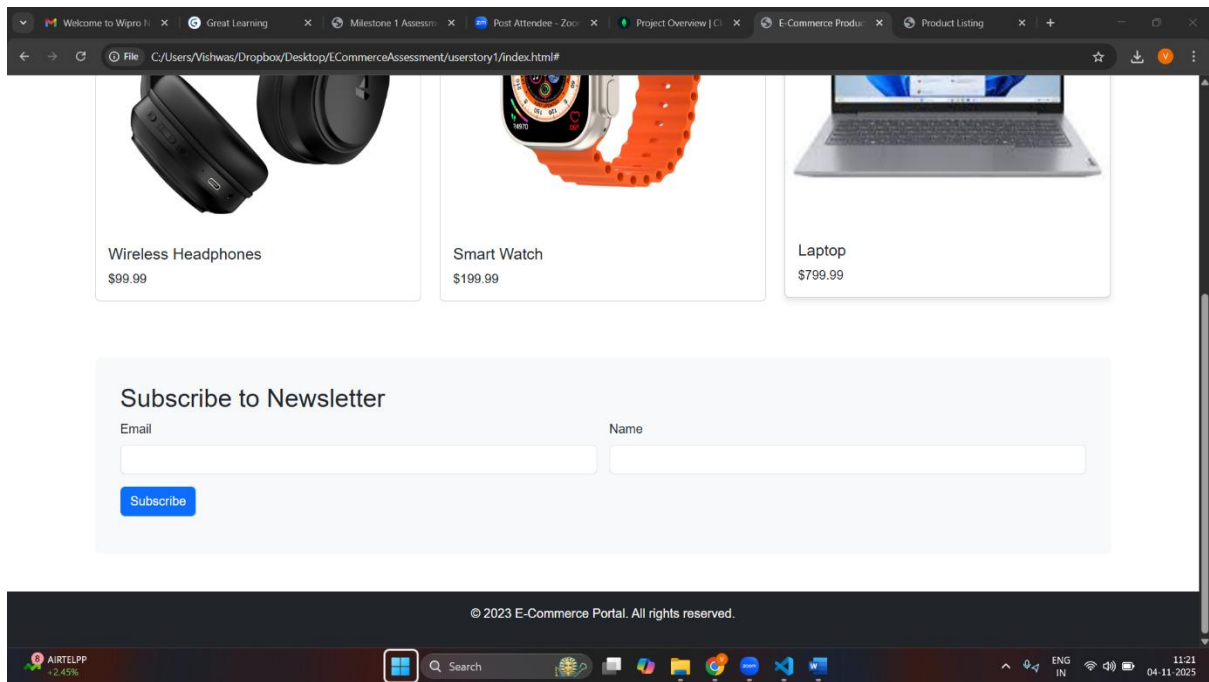 Welcome to Wipro N
Great Learning
Milestone 1 Assessm
Post Attendee - Zoo
Project Overview | Cl
E-Commerce Produc
Product Listing
File C:/Users/Vishwas/Dropbox/Desktop/ECommerceAssessment/userstory1/index.html#
V
Wireless Headphones
$99.99
Smart Watch
$199.99
Laptop
$799.99
Subscribe to Newsletter
Email
Name
Subscribe
© 2023 E-Commerce Portal. All rights reserved.
8
AIRTELPP
+2.45%
Search
zoom
W
ENG
IN
11:21
04-11-2025